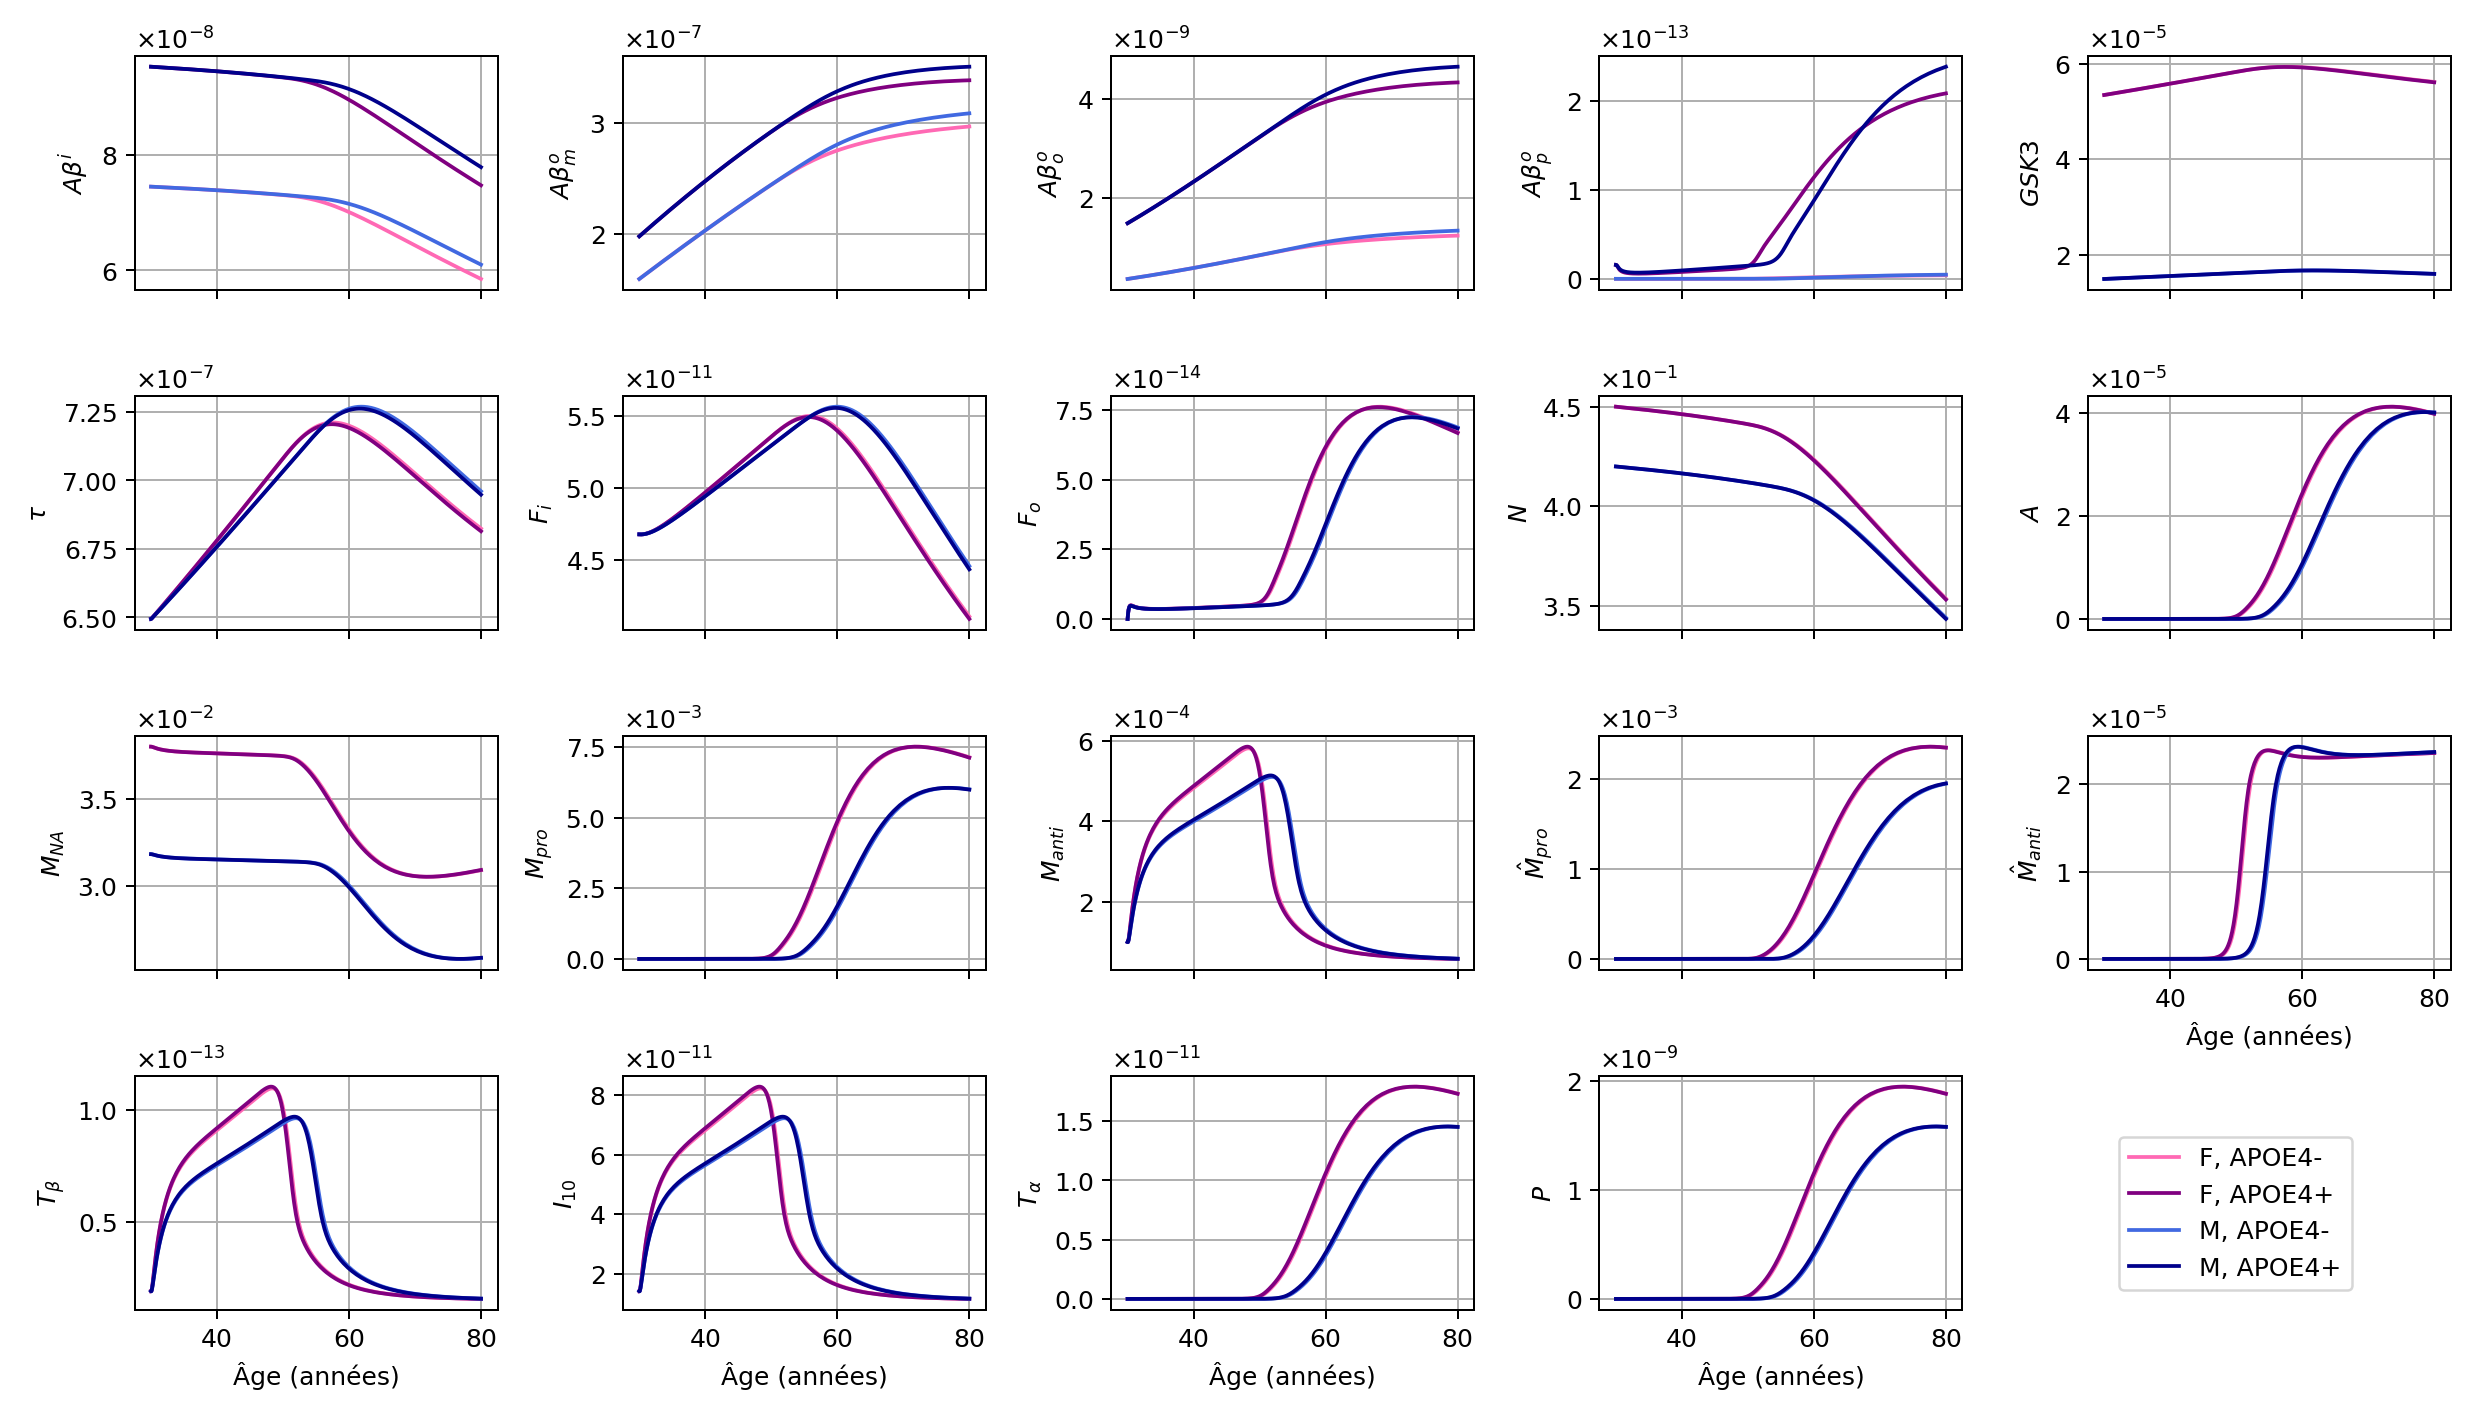 ×10⁻⁸ ×10⁻⁷ ×10⁻⁹ ×10⁻¹³ ×10⁻⁵
Aβⁱ 8 6
Aβₘᵒ 3 2
Aβₒᵒ 4 2
Aβₚᵒ 2 1 0
GSK3 6 4 2
×10⁻⁷ ×10⁻¹¹ ×10⁻¹⁴ ×10⁻¹ ×10⁻⁵
τ 7.25 7.00 6.75 6.50
Fᵢ 5.5 5.0 4.5
Fₒ 7.5 5.0 2.5 0.0
N 4.5 4.0 3.5
A 4 2 0
×10⁻² ×10⁻³ ×10⁻⁴ ×10⁻³ ×10⁻⁵
M_NA 3.5 3.0
M_pro 7.5 5.0 2.5 0.0
M_anti 6 4 2
M̂_pro 2 1 0
M̂_anti 2 1 0
40 60 80
Âge (années)
×10⁻¹³ ×10⁻¹¹ ×10⁻¹¹ ×10⁻⁹
T_β 1.0 0.5
I₁₀ 8 6 4 2
T_α 1.5 1.0 0.5 0.0
P 2 1 0
F, APOE4-
F, APOE4+
M, APOE4-
M, APOE4+
40 60 80 40 60 80 40 60 80 40 60 80
Âge (années) Âge (années) Âge (années) Âge (années)